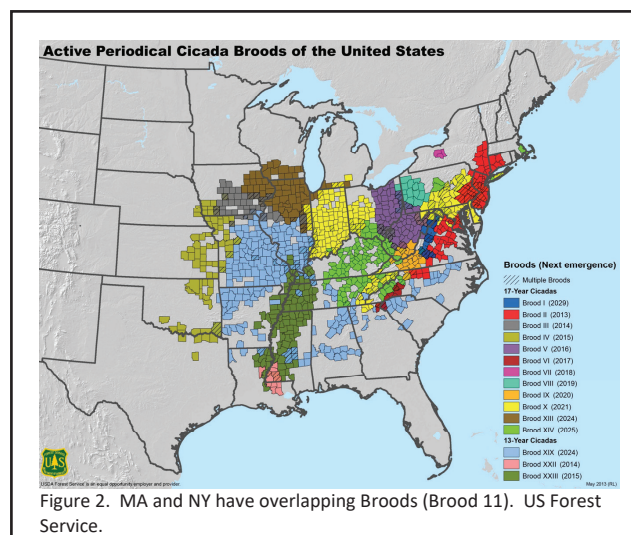 Active Periodical Cicada Broods of the United States
Broods (Next emergence)
Multiple Broods
17-Year Cicadas
Brood I (2029)
Brood II (2013)
Brood III (2014)
Brood IV (2015)
Brood V (2016)
Brood VI (2017)
Brood VII (2018)
Brood VIII (2019)
Brood IX (2020)
Brood X (2021)
Brood XIII (2024)
Brood XIV (2025)
13-Year Cicadas
Brood XIX (2024)
Brood XXII (2014)
Brood XXIII (2015)
UAS
USDA Forest Service is an equal opportunity employer and provider.
May 2013 (RL)
Figure 2. MA and NY have overlapping Broods (Brood 11). US Forest
Service.